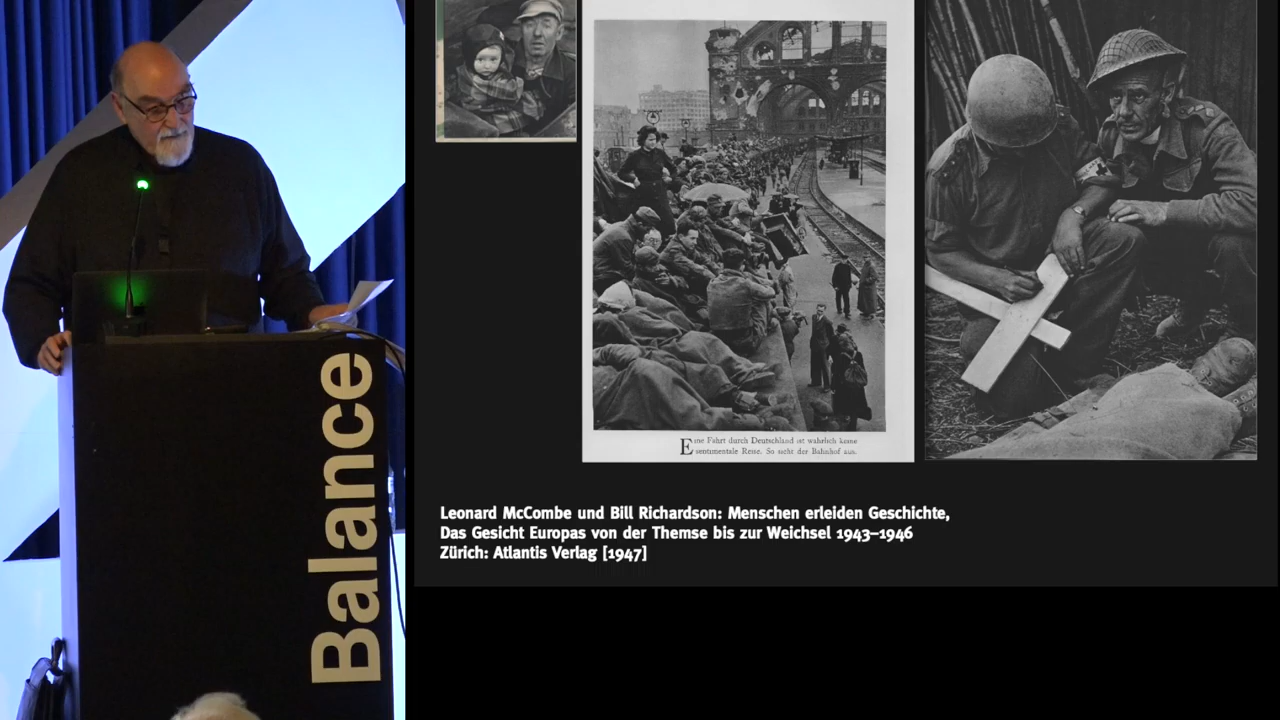 Balance
Eine Fahrt durch Deutschland ist wahrlich keine
sentimentale Reise. So sieht der Bahnhof aus.
Leonard McCombe und Bill Richardson: Menschen erleiden Geschichte,
Das Gesicht Europas von der Themse bis zur Weichsel 1943–1946
Zürich: Atlantis Verlag [1947]